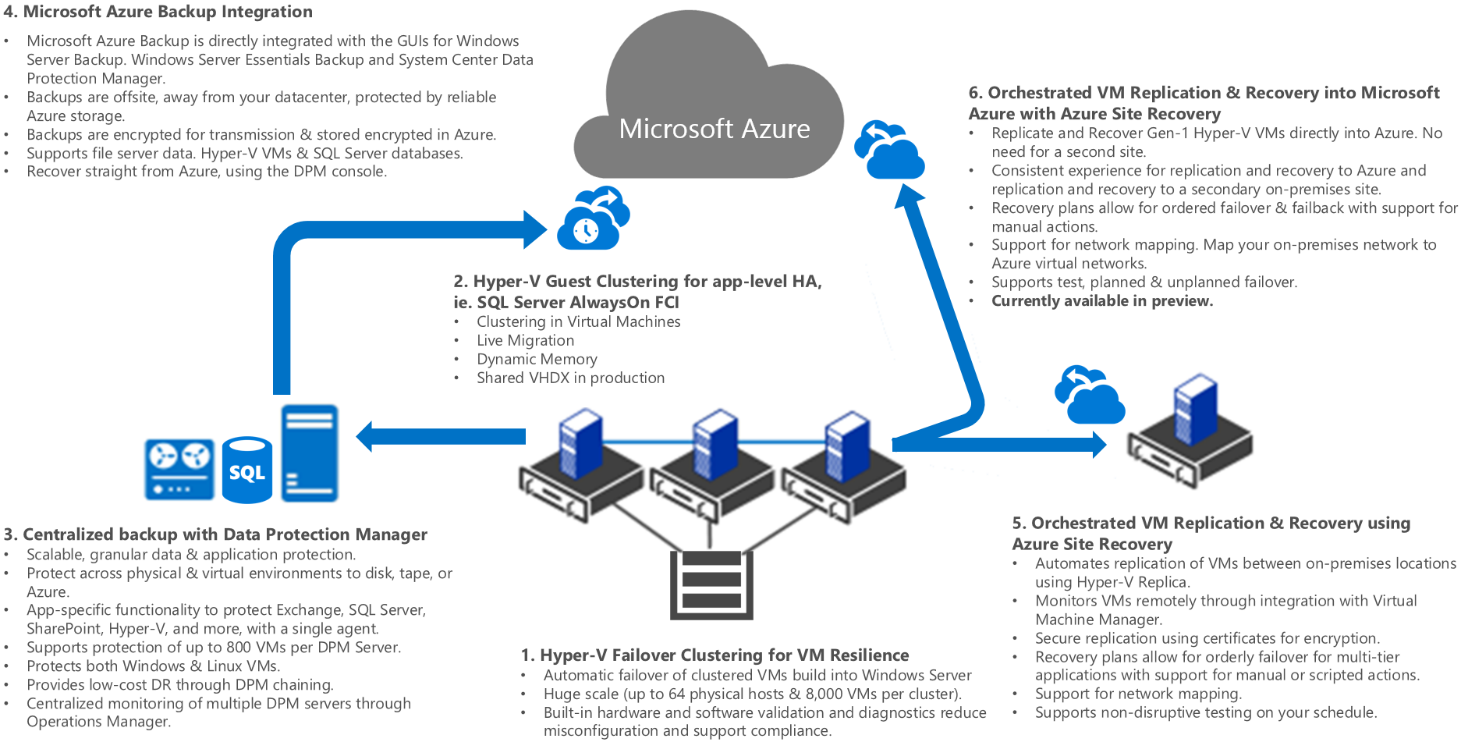 4. Microsoft Azure Backup Integration
• Microsoft Azure Backup is directly integrated with the GUIs for Windows
Server Backup. Windows Server Essentials Backup and System Center Data
Protection Manager.
• Backups are offsite, away from your datacenter, protected by reliable
Azure storage.
• Backups are encrypted for transmission & stored encrypted in Azure.
• Supports file server data. Hyper-V VMs & SQL Server databases.
• Recover straight from Azure, using the DPM console.
Microsoft Azure
6. Orchestrated VM Replication & Recovery into Microsoft
Azure with Azure Site Recovery
• Replicate and Recover Gen-1 Hyper-V VMs directly into Azure. No
need for a second site.
• Consistent experience for replication and recovery to Azure and
replication and recovery to a secondary on-premises site.
• Recovery plans allow for ordered failover & failback with support for
manual actions.
• Support for network mapping. Map your on-premises network to
Azure virtual networks.
• Supports test, planned & unplanned failover.
• Currently available in preview.
2. Hyper-V Guest Clustering for app-level HA,
ie. SQL Server AlwaysOn FCI
• Clustering in Virtual Machines
• Live Migration
• Dynamic Memory
• Shared VHDX in production
SQL
3. Centralized backup with Data Protection Manager
• Scalable, granular data & application protection.
• Protect across physical & virtual environments to disk, tape, or
Azure.
• App-specific functionality to protect Exchange, SQL Server,
SharePoint, Hyper-V, and more, with a single agent.
• Supports protection of up to 800 VMs per DPM Server.
• Protects both Windows & Linux VMs.
• Provides low-cost DR through DPM chaining.
• Centralized monitoring of multiple DPM servers through
Operations Manager.
1. Hyper-V Failover Clustering for VM Resilience
• Automatic failover of clustered VMs build into Windows Server
• Huge scale (up to 64 physical hosts & 8,000 VMs per cluster).
• Built-in hardware and software validation and diagnostics reduce
misconfiguration and support compliance.
5. Orchestrated VM Replication & Recovery using
Azure Site Recovery
• Automates replication of VMs between on-premises locations
using Hyper-V Replica.
• Monitors VMs remotely through integration with Virtual
Machine Manager.
• Secure replication using certificates for encryption.
• Recovery plans allow for orderly failover for multi-tier
applications with support for manual or scripted actions.
• Support for network mapping.
• Supports non-disruptive testing on your schedule.